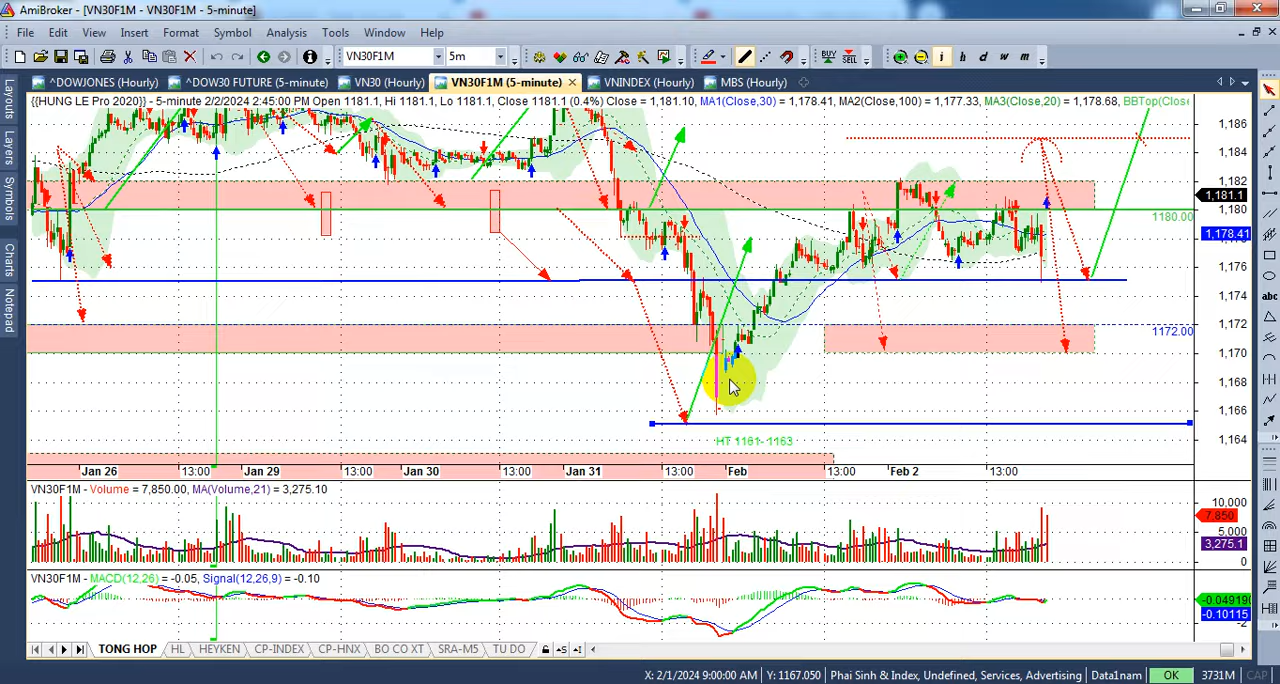 AmiBroker - [VN30F1M - VN30F1M - 5-minute]
File Edit View Insert Format Symbol Analysis Tools Window Help
VN30F1M 5m BUY SELL i h d w m
^DOWJONES (Hourly) ^DOW30 FUTURE (5-minute) VN30 (Hourly) VN30F1M (5-minute) VNINDEX (Hourly) MBS (Hourly)
Layouts
Layers
Symbols
Charts
Notepad
abc
{{HUNG LE Pro 2020}} - 5-minute 2/2/2024 2:45:00 PM Open 1181.1, Hi 1181.1, Lo 1181.1, Close 1181.1 (0.4%) Close = 1,181.10, MA1(Close,30) = 1,178.41, MA2(Close,100) = 1,177.33, MA3(Close,20) = 1,178.68, BBTop(Close
1,186
1,184
1,182
1,181.1
1,180
1180.00
1,178.41
1,176
1,174
1,172
1172.00
1,170
1,168
1,166
1,164
HT 1161- 1163
Jan 26 13:00 Jan 29 13:00 Jan 30 13:00 Jan 31 13:00 Feb 13:00 Feb 2 13:00
VN30F1M - Volume = 7,850.00, MA(Volume,21) = 3,275.10
10,000
7,850
5,000
3,275.1
0
VN30F1M - MACD(12,26) = -0.05, Signal(12,26,9) = -0.10
-0.04919
-0.10115
-2
TONG HOP HL HEYKEN CP-INDEX CP-HNX BO CO XT SRA-M5 TU DO
X: 2/1/2024 9:00:00 AM Y: 1167.050 Phai Sinh & Index, Undefined, Services, Advertising Data1nam OK 3731M CAP